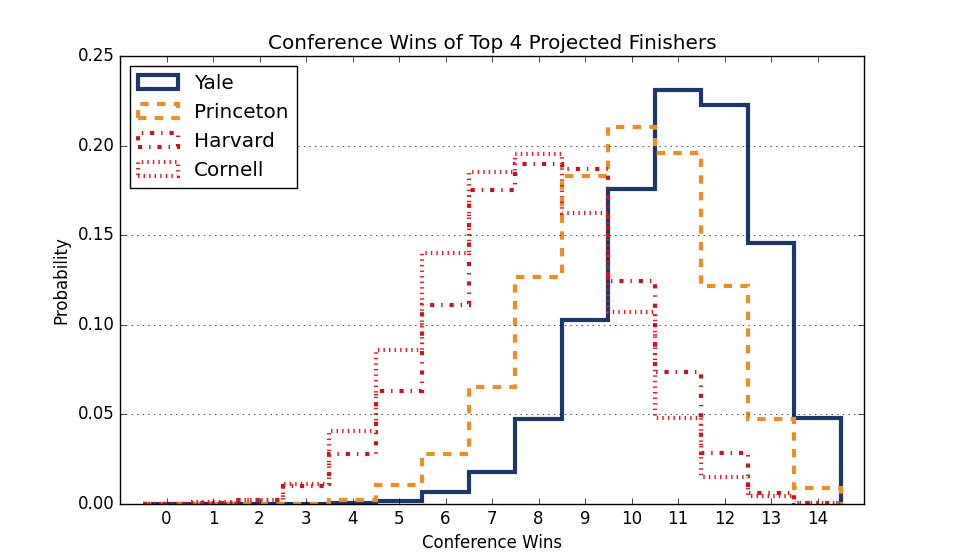 Conference Wins of Top 4 Projected Finishers
0.25
0.20
0.15
0.10
0.05
0.00
Probability
Yale
Princeton
Harvard
Cornell
0 1 2 3 4 5 6 7 8 9 10 11 12 13 14
Conference Wins